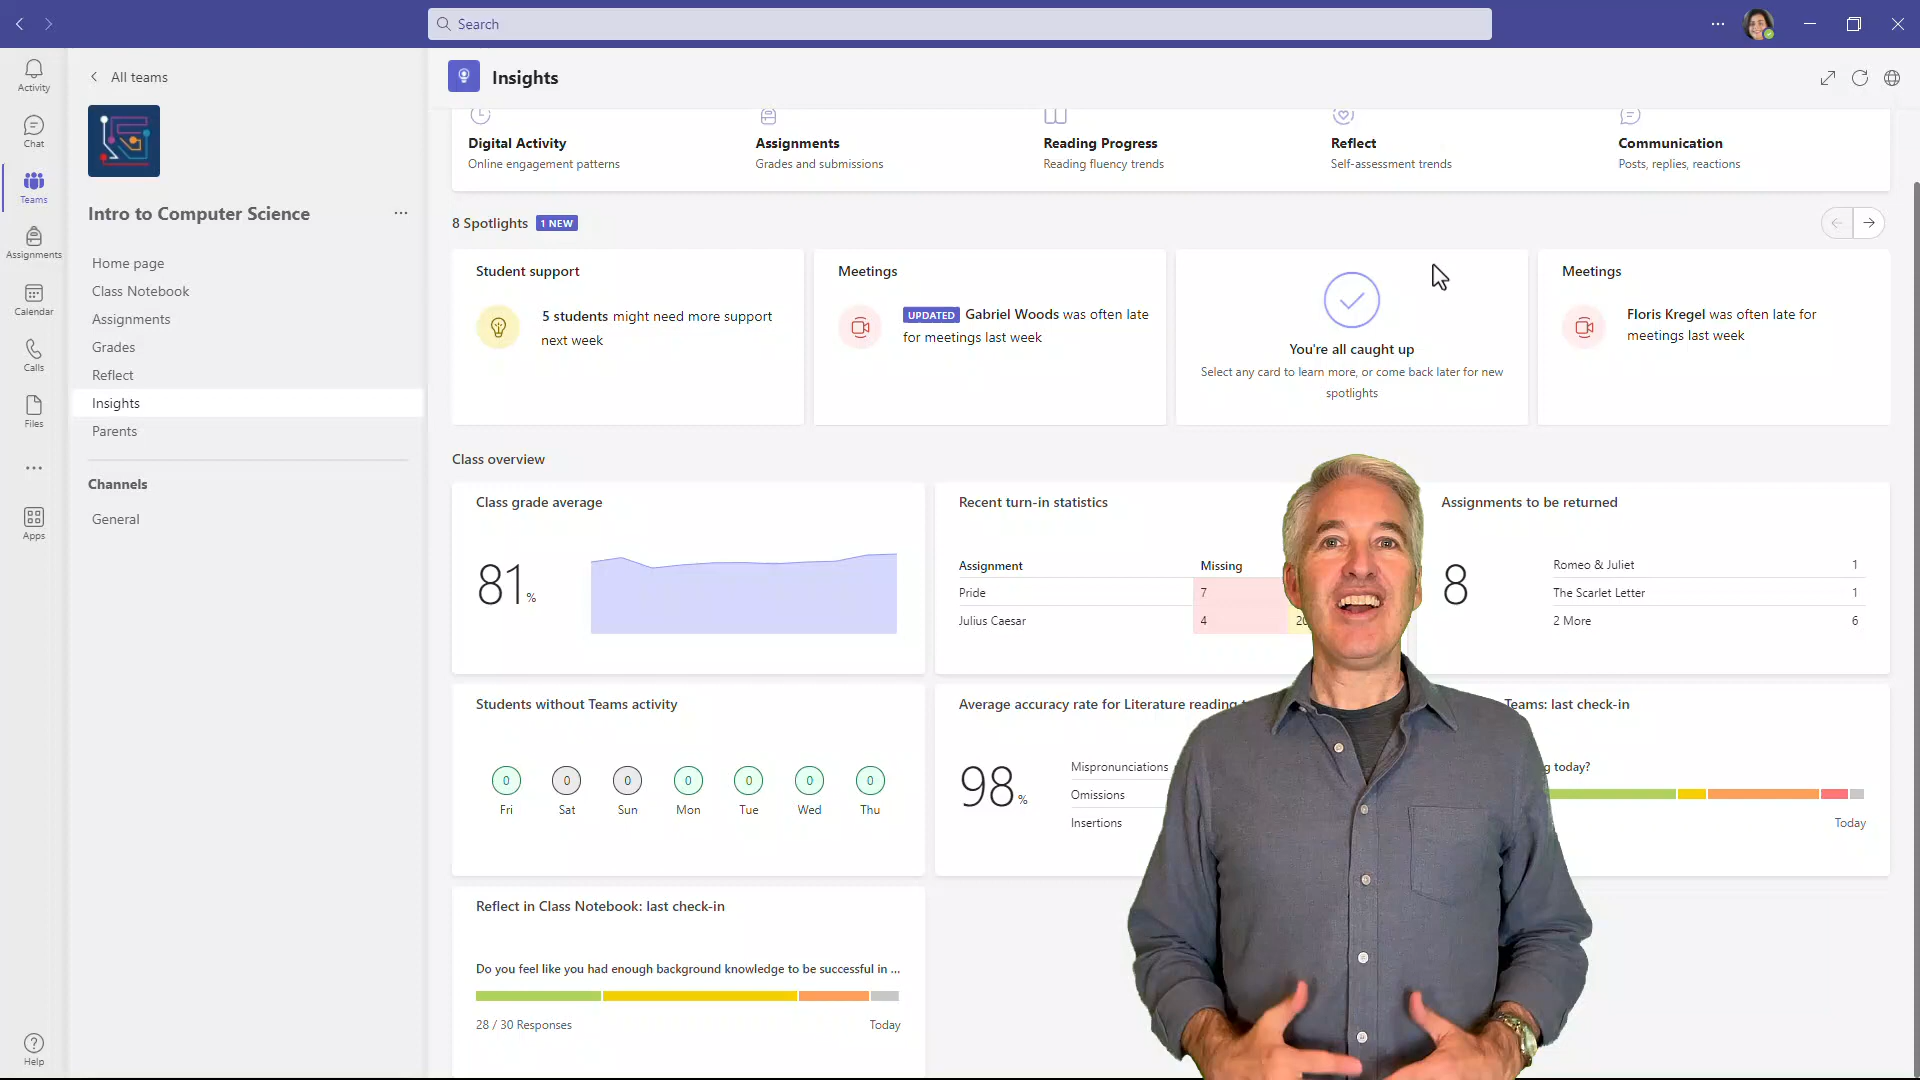 Search
Activity
Chat
Teams
Assignments
Calendar
Calls
Files
Apps
Help
All teams
Intro to Computer Science
Home page
Class Notebook
Assignments
Grades
Reflect
Insights
Parents
Channels
General
Insights
Digital Activity
Online engagement patterns
Assignments
Grades and submissions
Reading Progress
Reading fluency trends
Reflect
Self-assessment trends
Communication
Posts, replies, reactions
8 Spotlights 1 NEW
Student support
5 students might need more support
next week
Meetings
UPDATED Gabriel Woods was often late
for meetings last week
You're all caught up
Select any card to learn more, or come back later for new
spotlights
Meetings
Floris Kregel was often late for
meetings last week
Class overview
Class grade average
81 %
Recent turn-in statistics
Assignment Missing
Pride 7
Julius Caesar 4 20
Assignments to be returned
8
Romeo & Juliet 1
The Scarlet Letter 1
2 More 6
Students without Teams activity
0 0 0 0 0 0 0
Fri Sat Sun Mon Tue Wed Thu
Average accuracy rate for Literature reading
98 %
Mispronunciations
Omissions
Insertions
Teams: last check-in
today?
Today
Reflect in Class Notebook: last check-in
Do you feel like you had enough background knowledge to be successful in ...
28 / 30 Responses Today